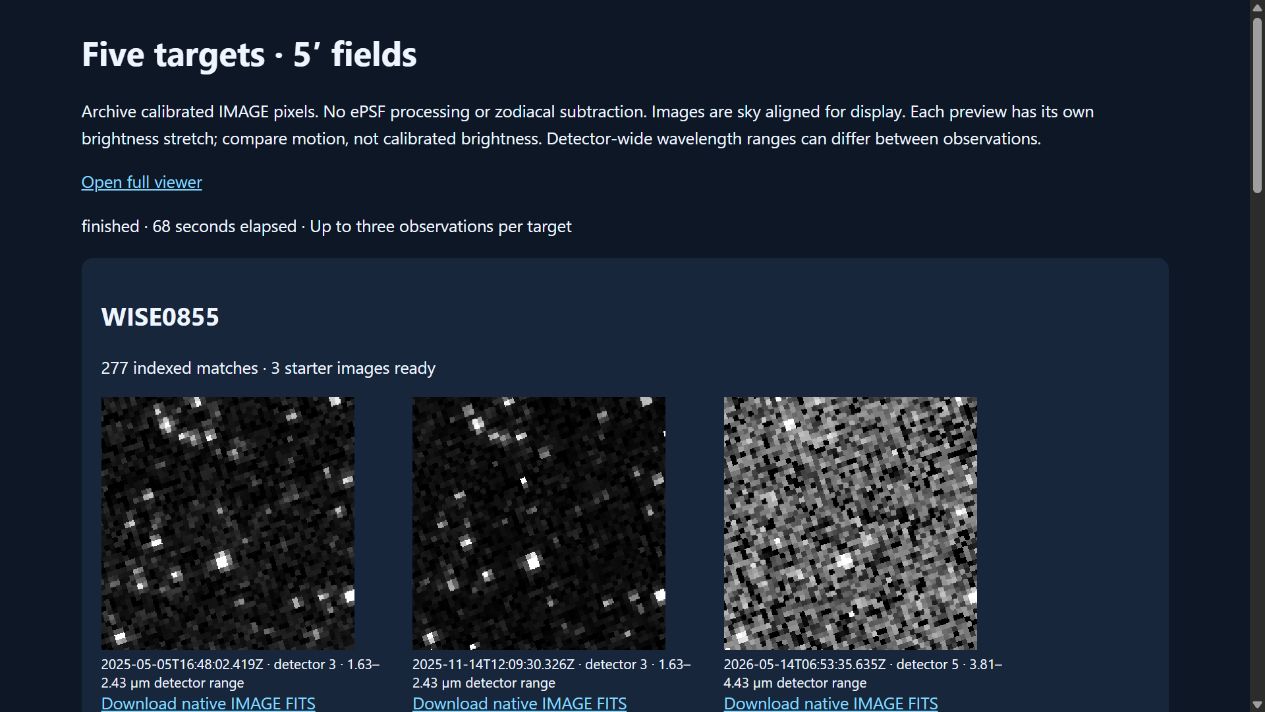 Five targets · 5′ fields
Archive calibrated IMAGE pixels. No ePSF processing or zodiacal subtraction. Images are sky aligned for display. Each preview has its own
brightness stretch; compare motion, not calibrated brightness. Detector-wide wavelength ranges can differ between observations.
Open full viewer
finished · 68 seconds elapsed · Up to three observations per target
WISE0855
277 indexed matches · 3 starter images ready
2025-05-05T16:48:02.419Z · detector 3 · 1.63–
2.43 µm detector range
Download native IMAGE FITS
2025-11-14T12:09:30.326Z · detector 3 · 1.63–
2.43 µm detector range
Download native IMAGE FITS
2026-05-14T06:53:35.635Z · detector 5 · 3.81–
4.43 µm detector range
Download native IMAGE FITS